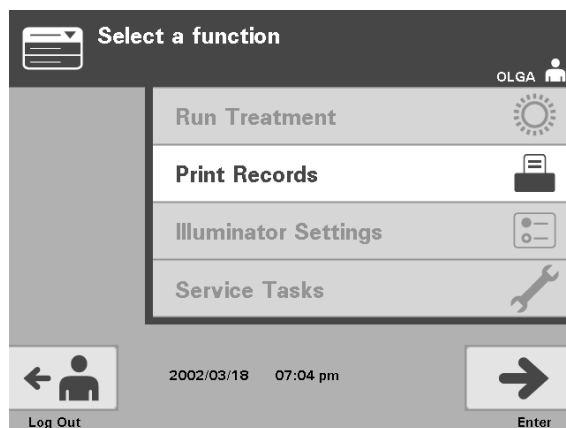 Select a function
OLGA
Run Treatment
Print Records
Illuminator Settings
Service Tasks
2002/03/18 07:04 pm
Log Out
Enter